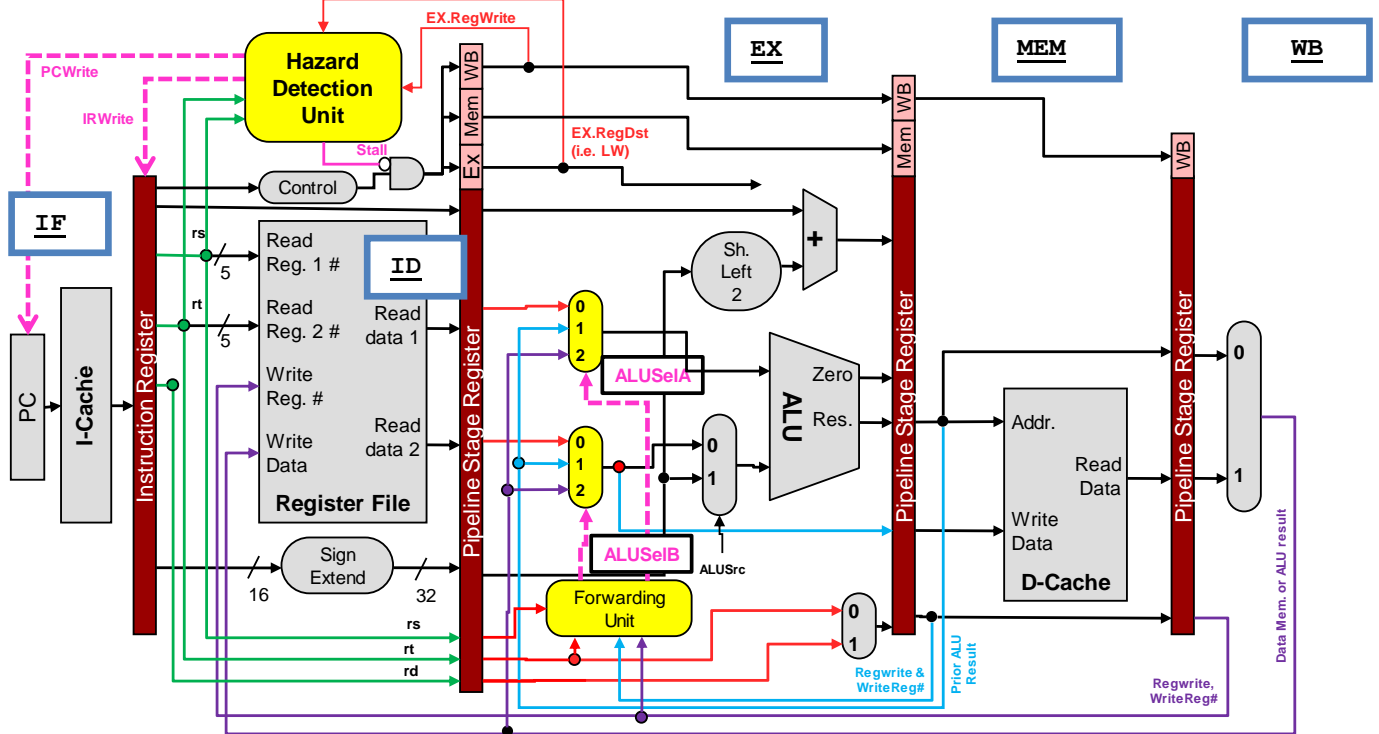 EX.RegWrite
EX
MEM
WB
PCWrite
Hazard
Detection
Unit
IRWrite
Stall
WB
Mem
Ex
EX.RegDst
(i.e. LW)
WB
Mem
WB
IF
Control
rs
5
Read
Reg. 1 #
ID
Sh.
Left
2
+
rt
5
Read
Reg. 2 #
Read
data 1
0
1
2
ALUSelA
Zero
Res.
ALU
0
1
PC
I-Cache
Instruction Register
Write
Reg. #
Write
Data
Read
data 2
Register File
Pipeline Stage Register
0
1
2
0
1
Pipeline Stage Register
Addr.
Read
Data
Write
Data
D-Cache
Pipeline Stage Register
16
Sign
Extend
32
ALUSelB
ALUSrc
Forwarding
Unit
rs
rt
rd
0
1
Regwrite &
WriteReg#
Prior ALU
Result
Regwrite,
WriteReg#
Data Mem. or ALU result